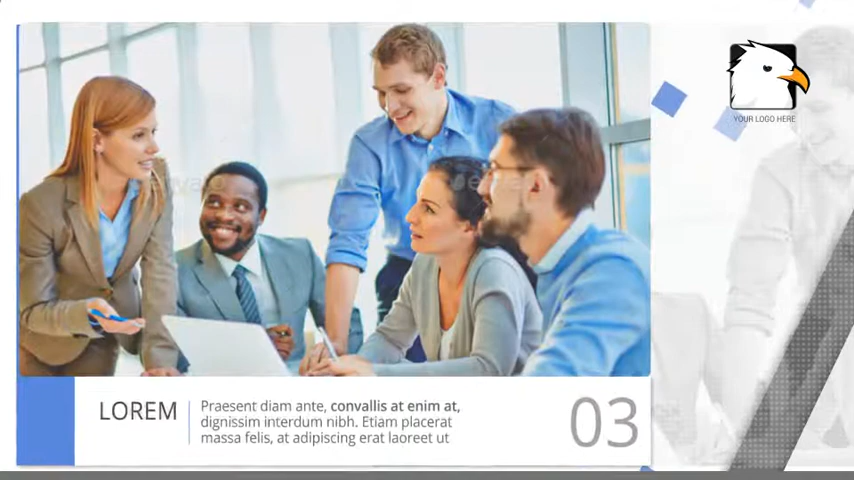 YOUR LOGO HERE
envato
LOREM
Praesent diam ante, convallis at enim at,
dignissim interdum nibh. Etiam placerat
massa felis, at adipiscing erat laoreet ut
03